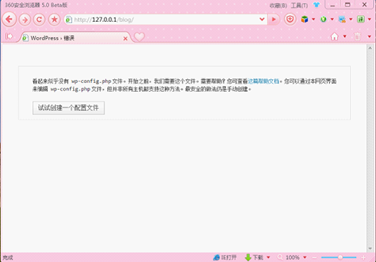 360安全浏览器 5.0 Beta版
收藏(B) 工具(T)
http://127.0.0.1/blog/
WordPress › 错误
看起来似乎没有 wp-config.php 文件。开始之前，我们需要这个文件。需要帮助？您可查看这篇帮助文档。您可以通过本网页界面
来编辑 wp-config.php 文件，但并非所有主机都支持这种方法。最安全的做法仍是手动创建。
试试创建一个配置文件
完成
下载
100%